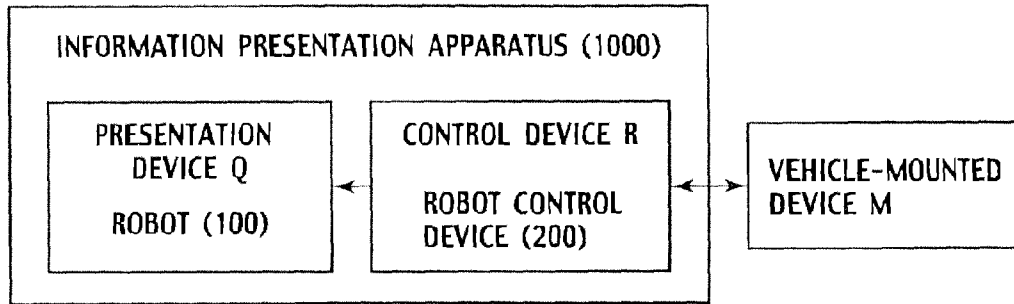 INFORMATION PRESENTATION APPARATUS (1000)
PRESENTATION
DEVICE Q
ROBOT (100)
CONTROL DEVICE R
ROBOT CONTROL
DEVICE (200)
VEHICLE-MOUNTED
DEVICE M